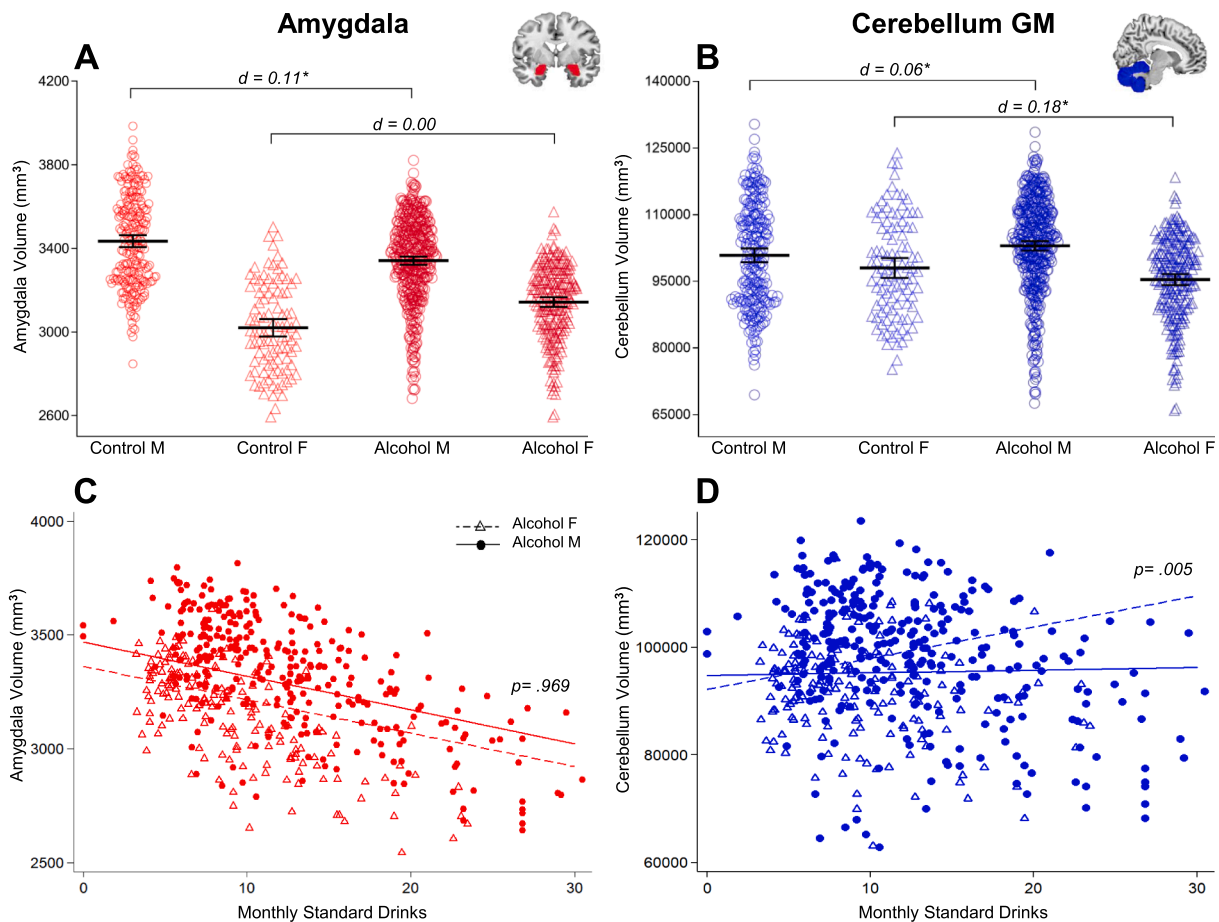 Amygdala
Cerebellum GM
A
d = 0.11*
d = 0.00
4200
3800
3400
3000
2600
Amygdala Volume (mm³)
Control M
Control F
Alcohol M
Alcohol F
B
d = 0.06*
d = 0.18*
140000
125000
110000
95000
80000
65000
Cerebellum Volume (mm³)
Control M
Control F
Alcohol M
Alcohol F
C
Alcohol F
Alcohol M
p= .969
4000
3500
3000
2500
Amygdala Volume (mm³)
0
10
20
30
Monthly Standard Drinks
D
p= .005
120000
100000
80000
60000
Cerebellum Volume (mm³)
0
10
20
30
Monthly Standard Drinks